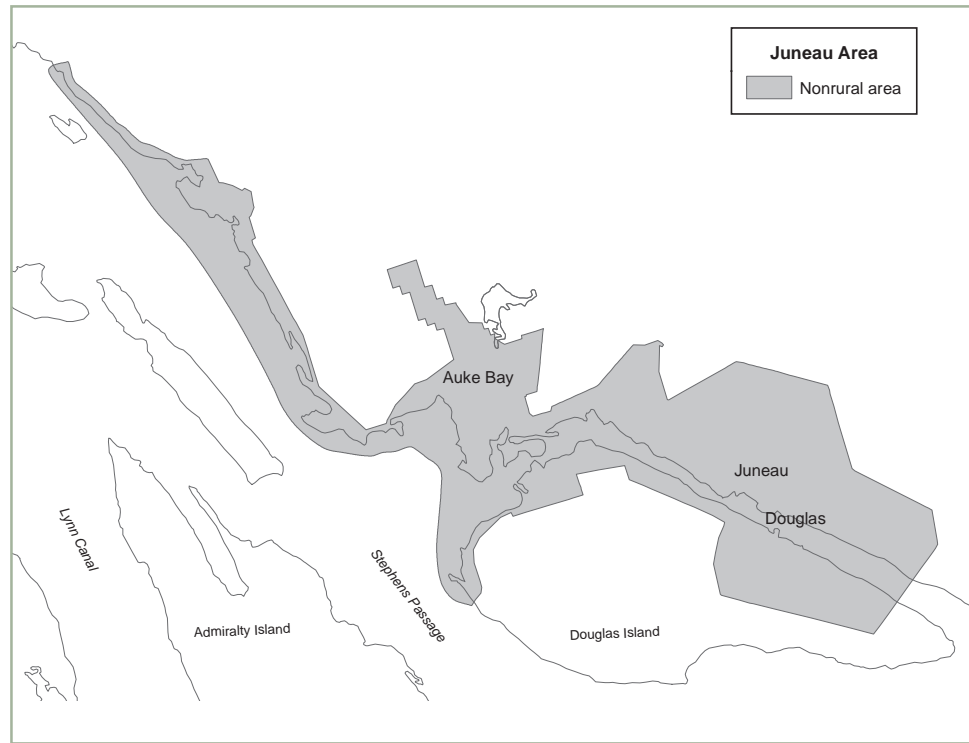 Juneau Area
Nonrural area
Auke Bay
Juneau
Douglas
Lynn Canal
Stephens Passage
Admiralty Island
Douglas Island